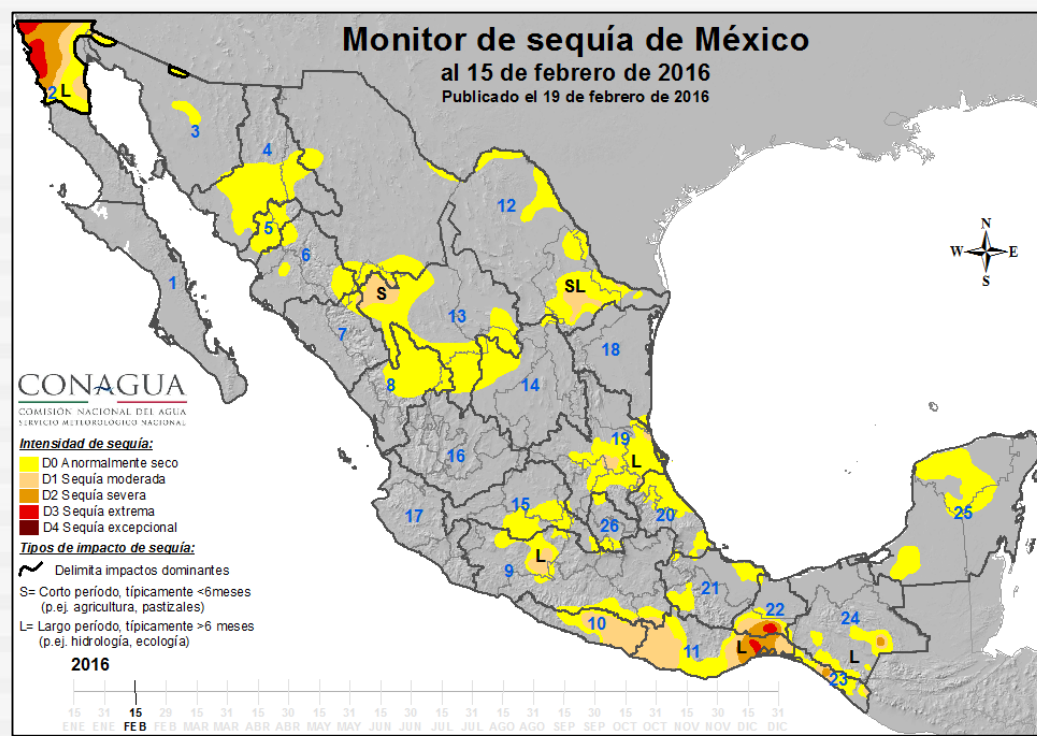 Monitor de sequía de México
al 15 de febrero de 2016
Publicado el 19 de febrero de 2016
2 L
3
4
12
5
6
1
S
SL
13
7
18
8
14
N
W E
S
CONAGUA
COMISIÓN NACIONAL DEL AGUA
SERVICIO METEOROLÓGICO NACIONAL
19
L
16
15
26
20
17
25
L
9
21
22
10
24
11
L
L
23
Intensidad de sequía:
D0 Anormalmente seco
D1 Sequía moderada
D2 Sequía severa
D3 Sequía extrema
D4 Sequía excepcional
Tipos de impacto de sequía:
Delimita impactos dominantes
S= Corto período, típicamente <6meses
(p.ej. agricultura, pastizales)
L= Largo período, típicamente >6 meses
(p.ej. hidrología, ecología)
2016
15 31 15 29 15 31 15 30 15 31 15 30 15 31 15 31 15 30 15 31 15 30 15 31
ENE ENE FEB FEB MAR MAR ABR ABR MAY MAY JUN JUN JUL JUL AGO AGO SEP SEP OCT OCT NOV NOV DIC DIC